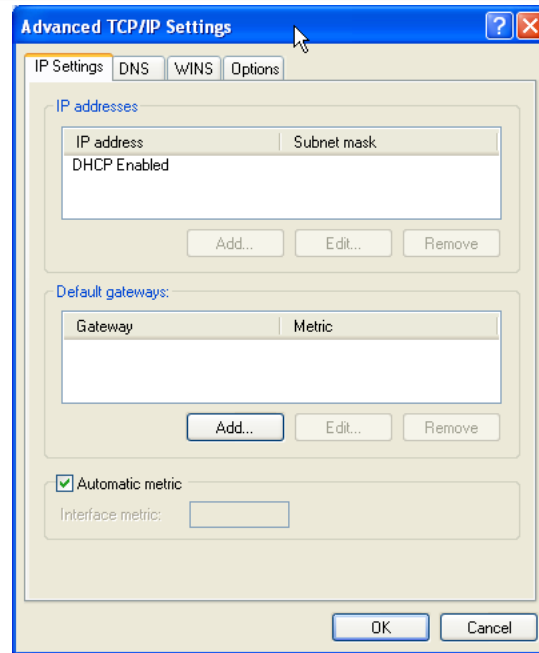 Advanced TCP/IP Settings
IP Settings DNS WINS Options
IP addresses
IP address Subnet mask
DHCP Enabled
Add... Edit... Remove
Default gateways:
Gateway Metric
Add... Edit... Remove
Automatic metric
Interface metric:
OK Cancel